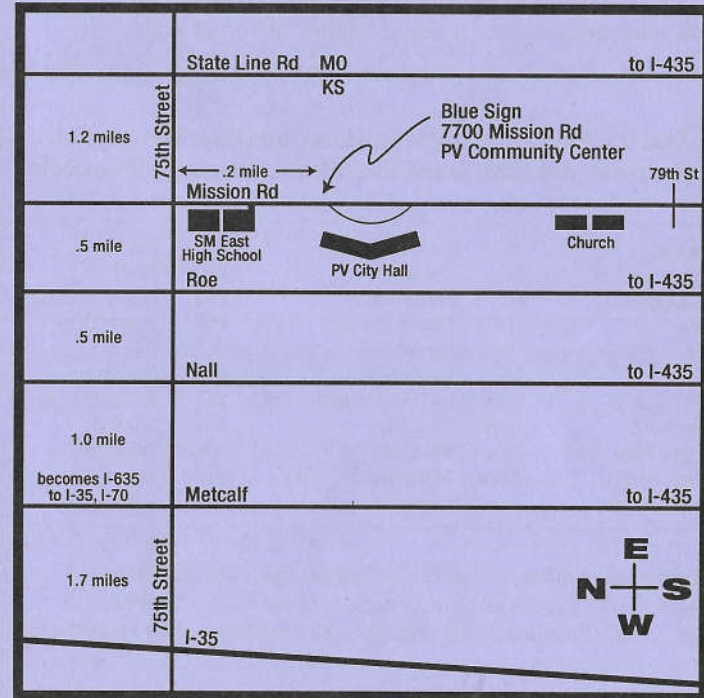 State Line Rd MO to I-435
KS
75th Street
1.2 miles
Blue Sign
7700 Mission Rd
PV Community Center
.2 mile
79th St
Mission Rd
SM East
High School
PV City Hall
Church
.5 mile
Roe to I-435
.5 mile
Nall to I-435
1.0 mile
becomes I-635
to I-35, I-70
Metcalf to I-435
75th Street
1.7 miles
E
N S
W
I-35